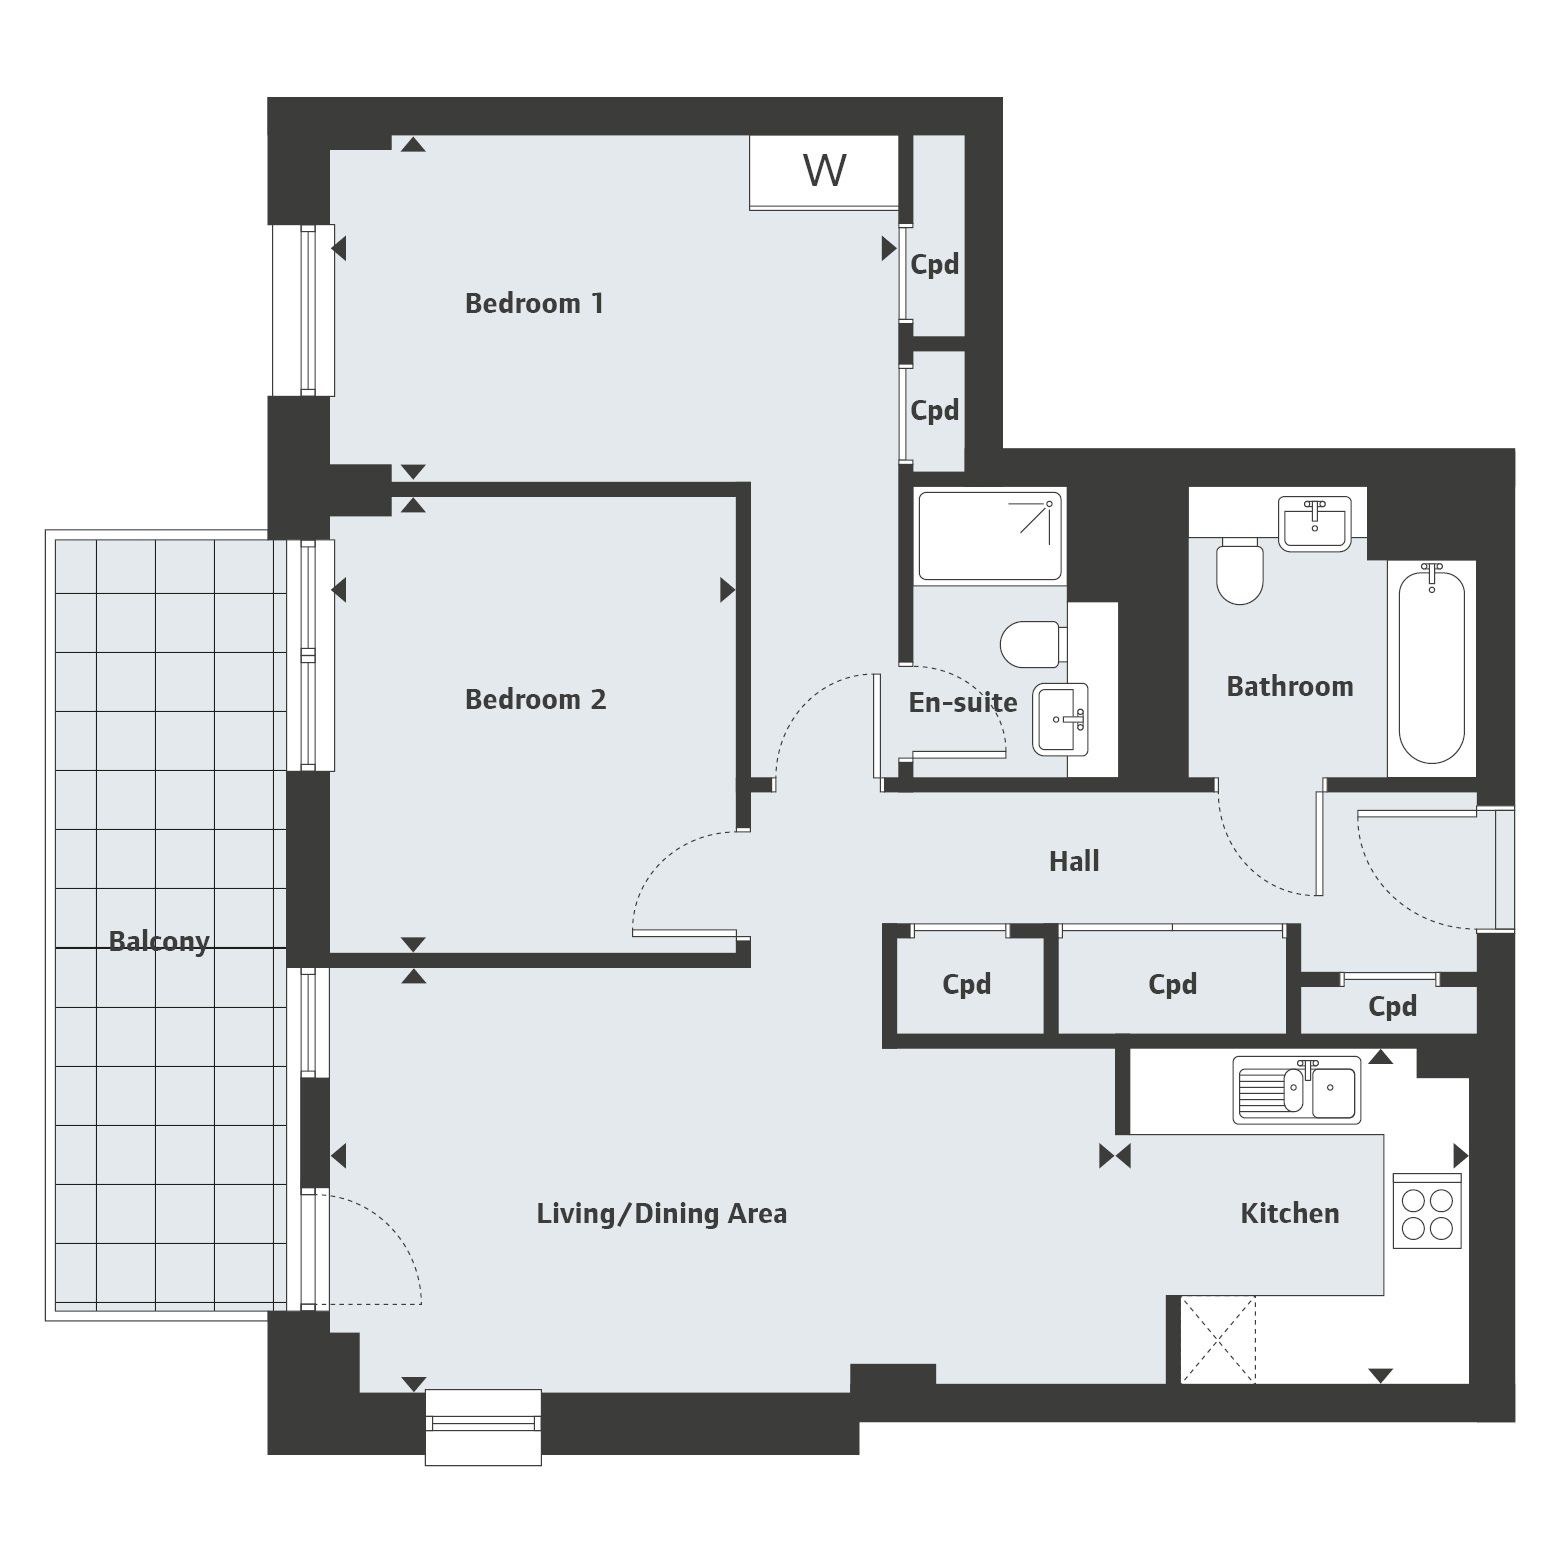 W
Cpd
Bedroom 1
Cpd
Bedroom 2
En-suite
Bathroom
Hall
Balcony
Cpd
Cpd
Cpd
Living/Dining Area
Kitchen